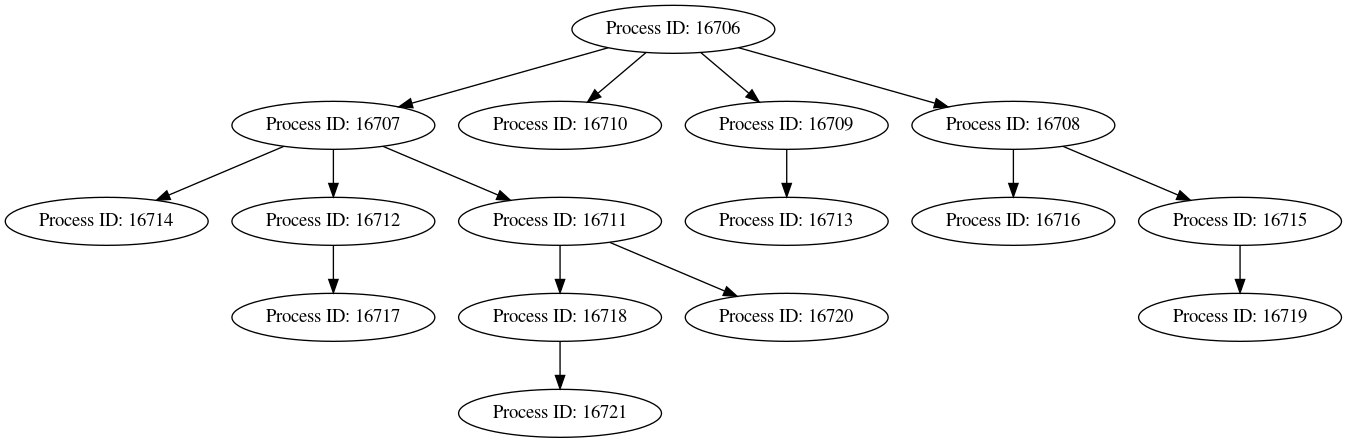 Process ID: 16706
Process ID: 16707
Process ID: 16710
Process ID: 16709
Process ID: 16708
Process ID: 16714
Process ID: 16712
Process ID: 16711
Process ID: 16713
Process ID: 16716
Process ID: 16715
Process ID: 16717
Process ID: 16718
Process ID: 16720
Process ID: 16719
Process ID: 16721